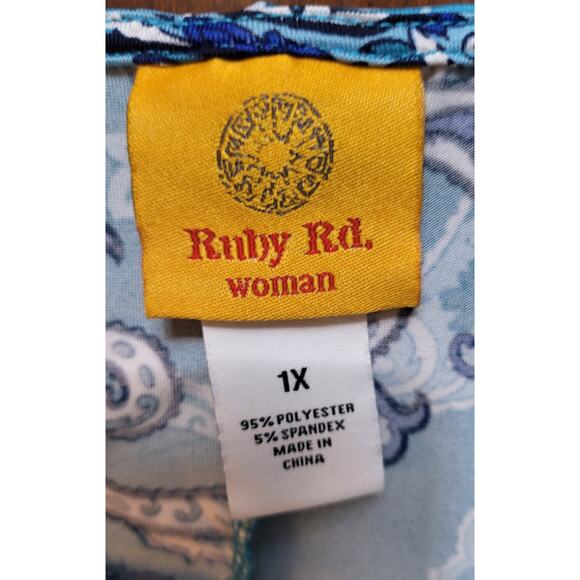 Ruby Rd.
woman
1X
95% POLYESTER
5% SPANDEX
MADE IN
CHINA